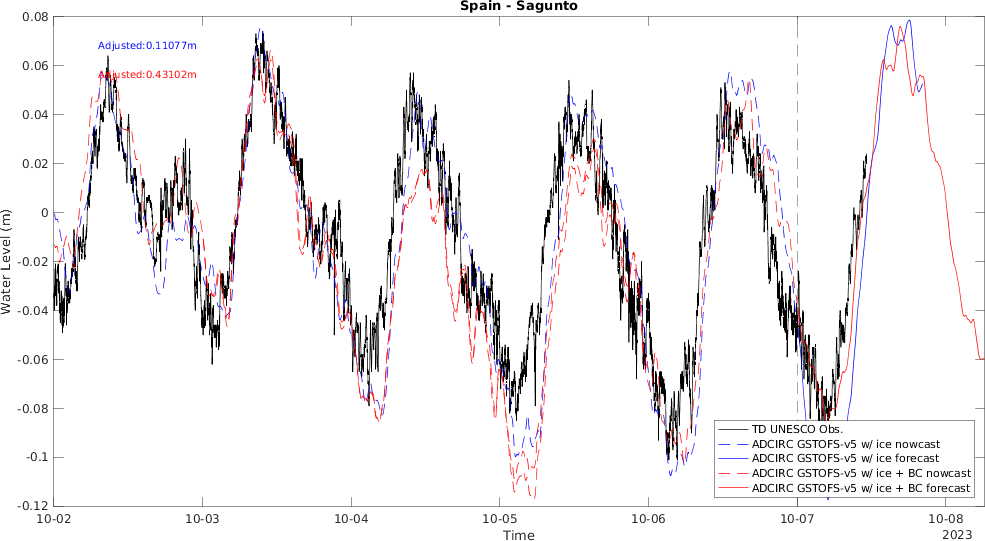 Spain - Sagunto
0.08
0.06
0.04
0.02
0
-0.02
-0.04
-0.06
-0.08
-0.1
-0.12
Water Level (m)
Adjusted:0.11077m
Adjusted:0.43102m
TD UNESCO Obs.
ADCIRC GSTOFS-v5 w/ ice nowcast
ADCIRC GSTOFS-v5 w/ ice forecast
ADCIRC GSTOFS-v5 w/ ice + BC nowcast
ADCIRC GSTOFS-v5 w/ ice + BC forecast
10-02 10-03 10-04 10-05 10-06 10-07 10-08
Time
2023